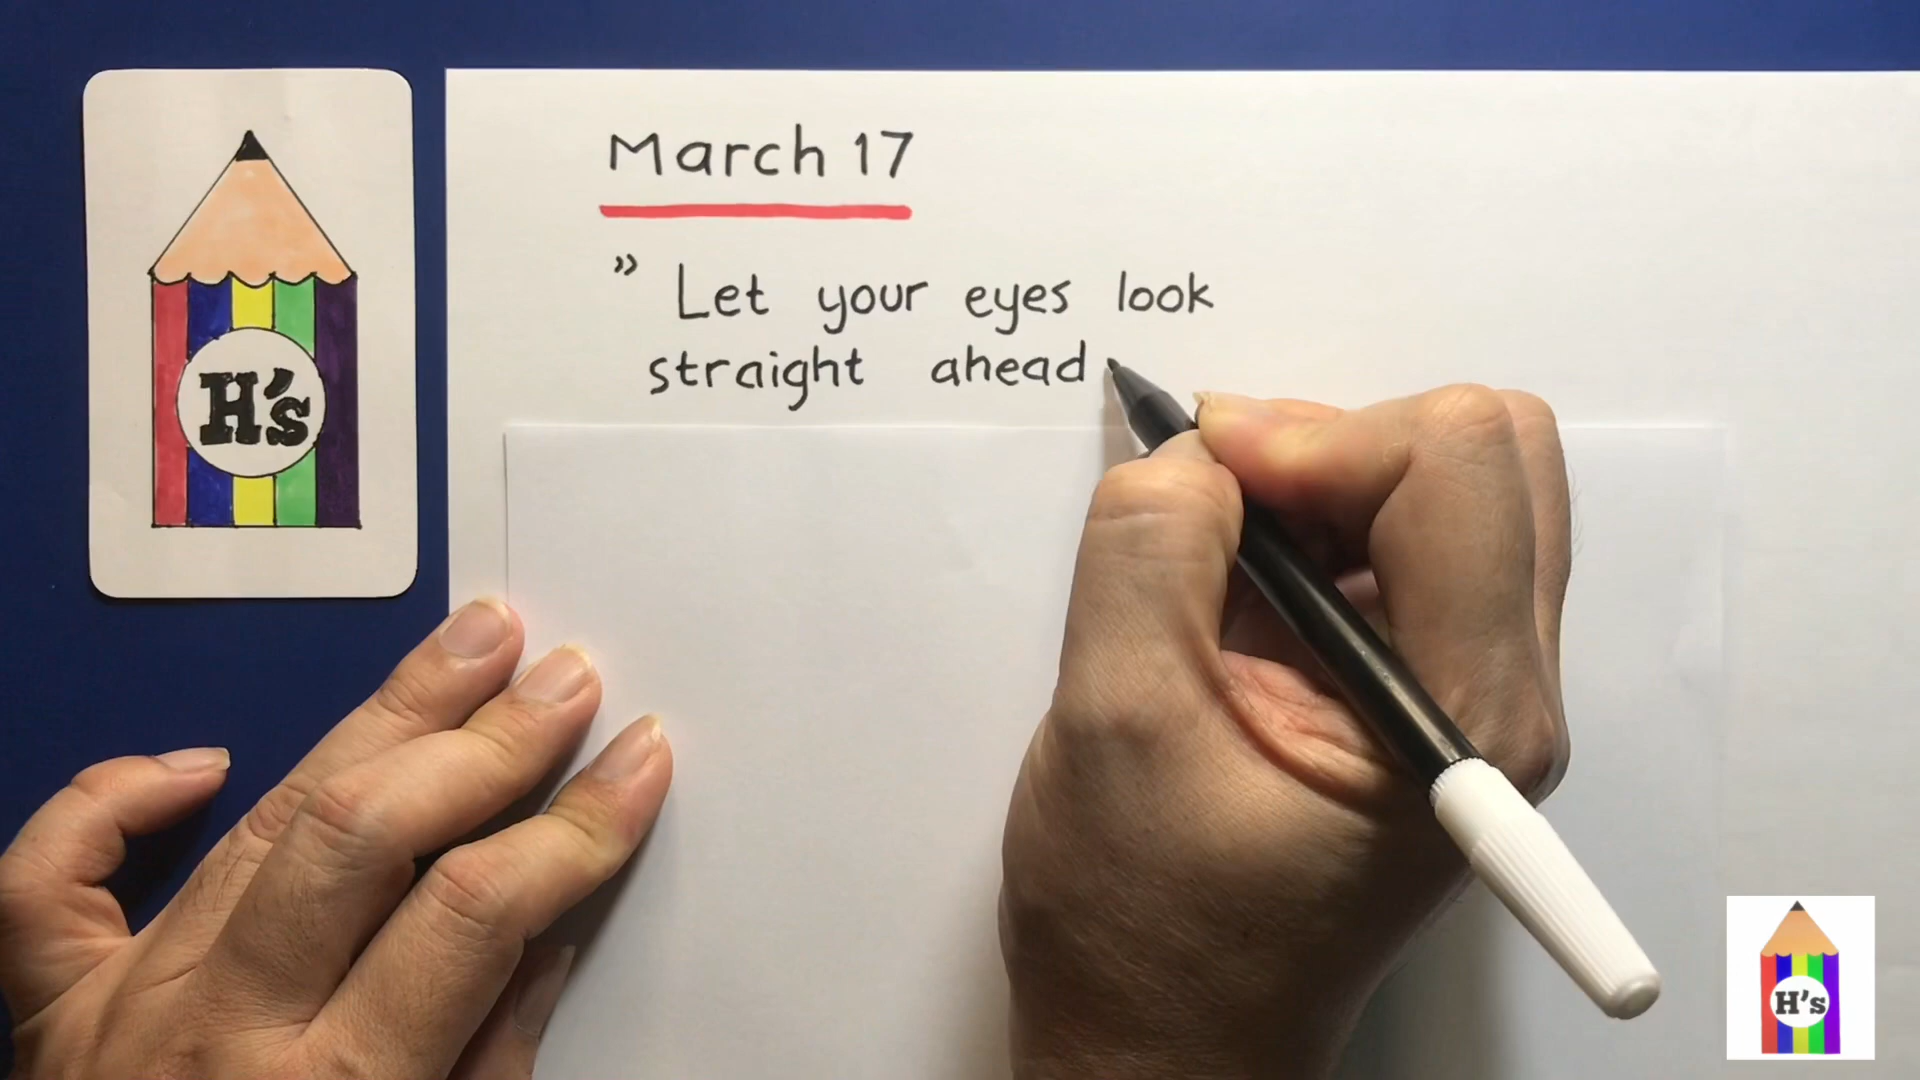 March 17
” Let your eyes look
straight ahead
H's
H's